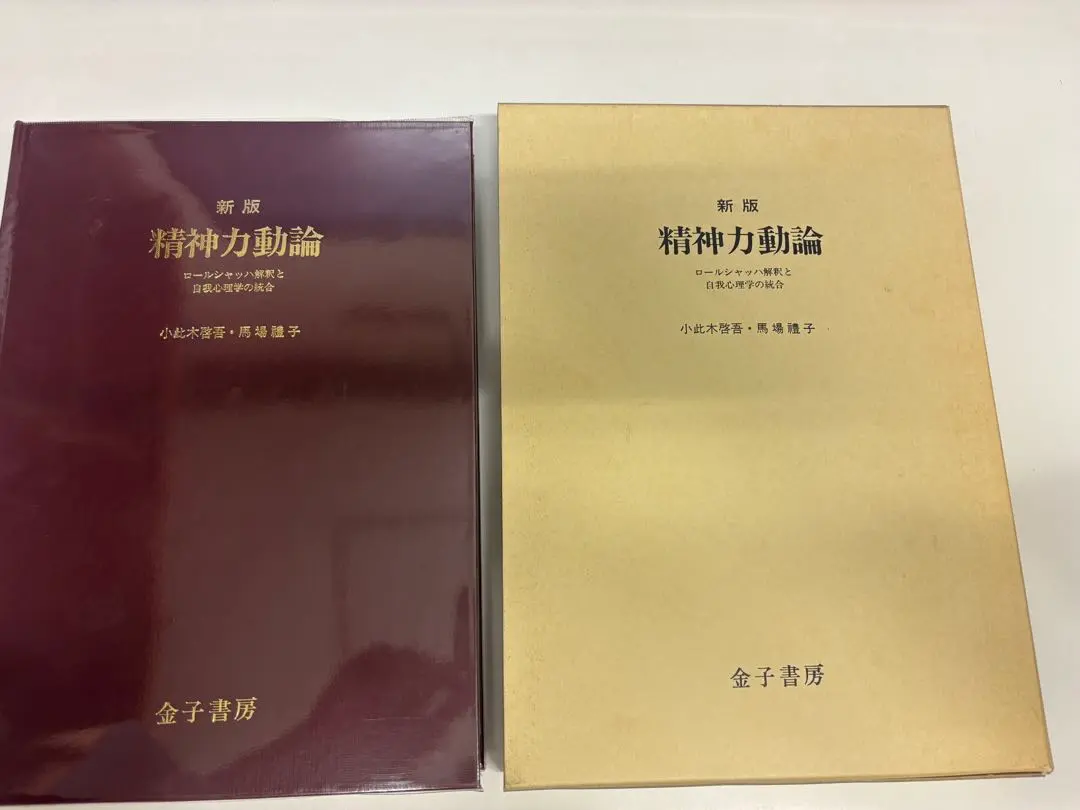 新版
精神力動論
ロールシャッハ解釈と
自我心理学の統合
小此木啓吾・馬場禮子
金子書房
新版
精神力動論
ロールシャッハ解釈と
自我心理学の統合
小此木啓吾・馬場禮子
金子書房